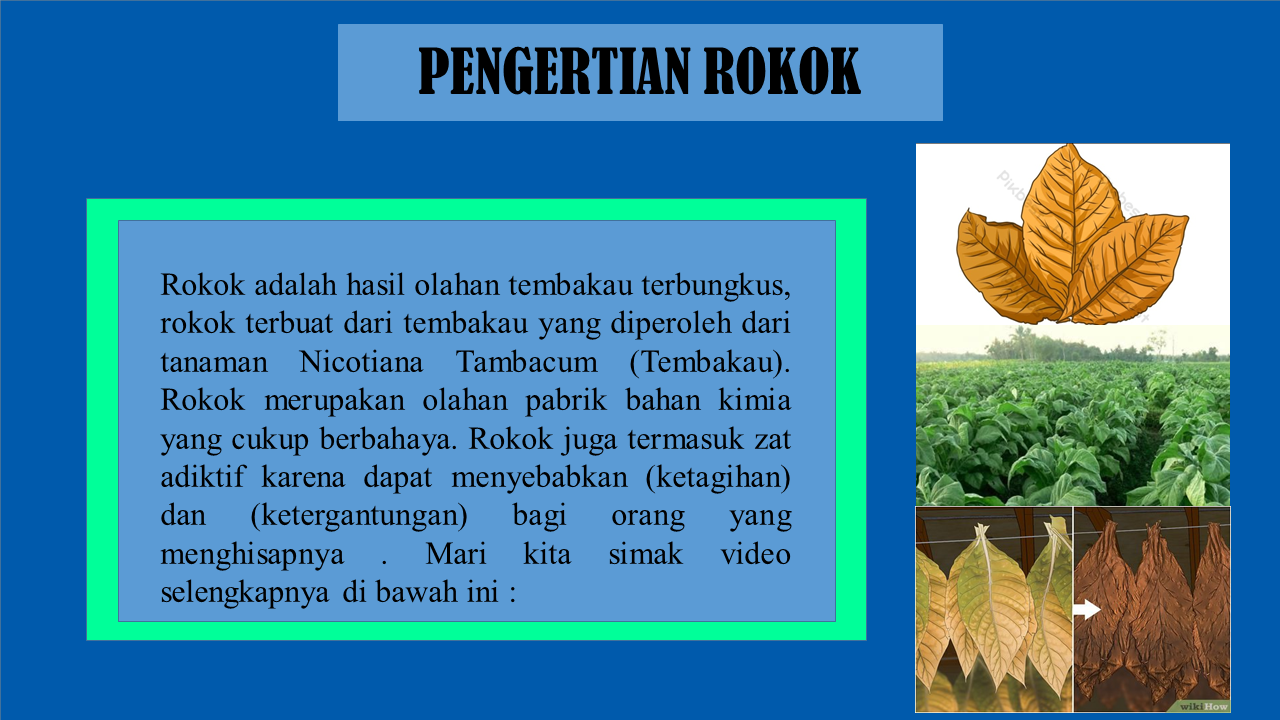 PENGERTIAN ROKOK
Rokok adalah hasil olahan tembakau terbungkus,
rokok terbuat dari tembakau yang diperoleh dari
tanaman Nicotiana Tambacum (Tembakau).
Rokok merupakan olahan pabrik bahan kimia
yang cukup berbahaya. Rokok juga termasuk zat
adiktif karena dapat menyebabkan (ketagihan)
dan (ketergantungan) bagi orang yang
menghisapnya . Mari kita simak video
selengkapnya di bawah ini :
wikiHow